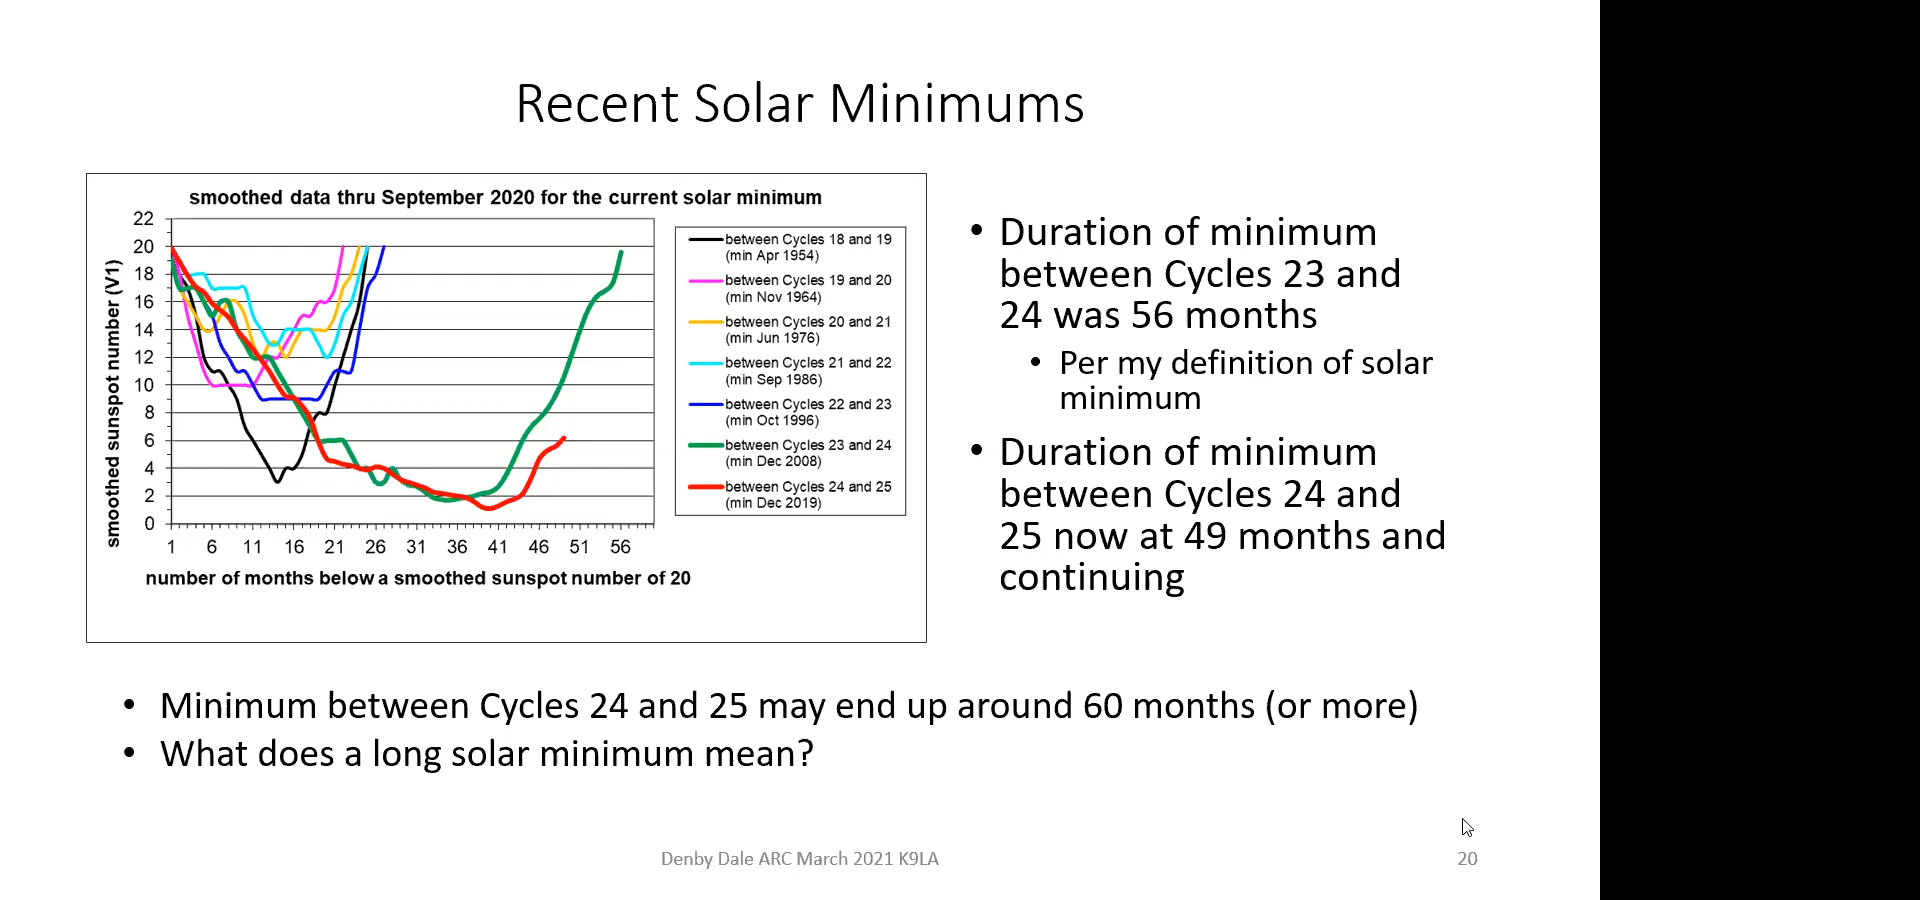 Recent Solar Minimums
smoothed data thru September 2020 for the current solar minimum
smoothed sunspot number (V1)
22
20
18
16
14
12
10
8
6
4
2
0
1 6 11 16 21 26 31 36 41 46 51 56
number of months below a smoothed sunspot number of 20
between Cycles 18 and 19
(min Apr 1954)
between Cycles 19 and 20
(min Nov 1964)
between Cycles 20 and 21
(min Jun 1976)
between Cycles 21 and 22
(min Sep 1986)
between Cycles 22 and 23
(min Oct 1996)
between Cycles 23 and 24
(min Dec 2008)
between Cycles 24 and 25
(min Dec 2019)
• Duration of minimum
between Cycles 23 and
24 was 56 months
• Per my definition of solar
minimum
• Duration of minimum
between Cycles 24 and
25 now at 49 months and
continuing
• Minimum between Cycles 24 and 25 may end up around 60 months (or more)
• What does a long solar minimum mean?
Denby Dale ARC March 2021 K9LA
20